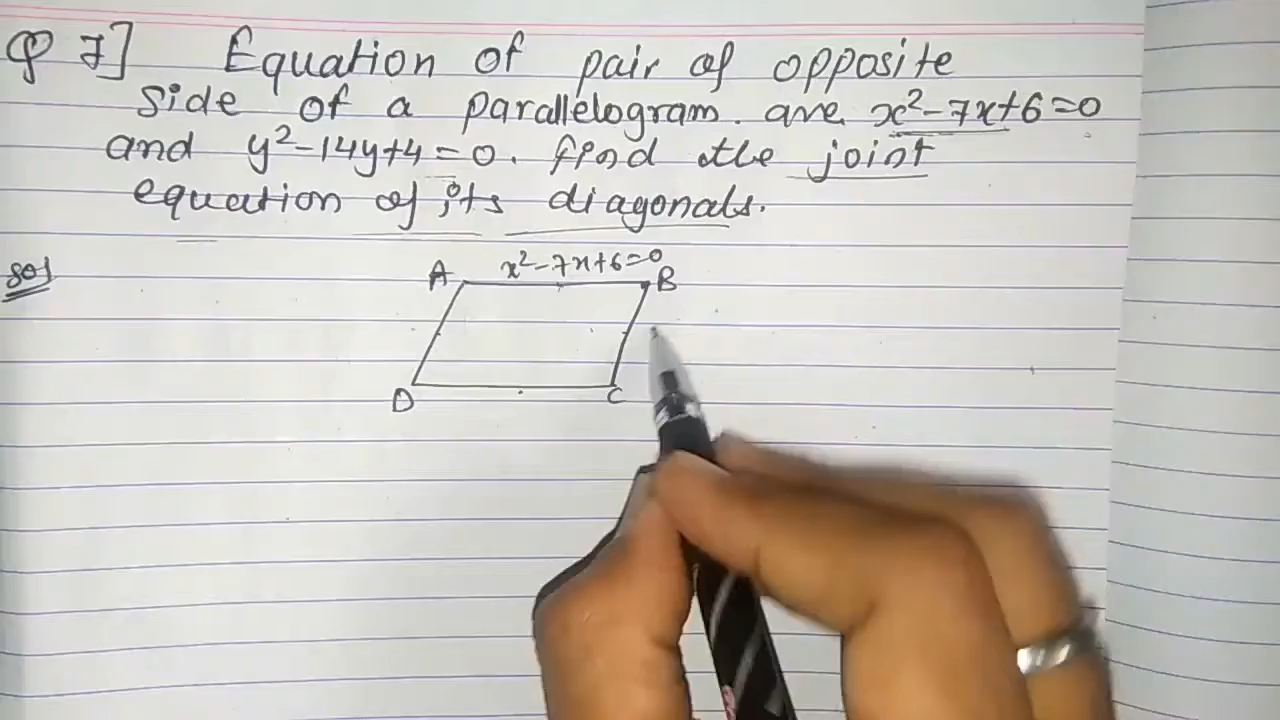 Q 7] Equation of pair of opposite
side of a parallelogram. are x²-7x+6=0
and y²-14y+4=0. find the joint
equation of its diagonals.
sol
x²-7x+6=0
A B
D C